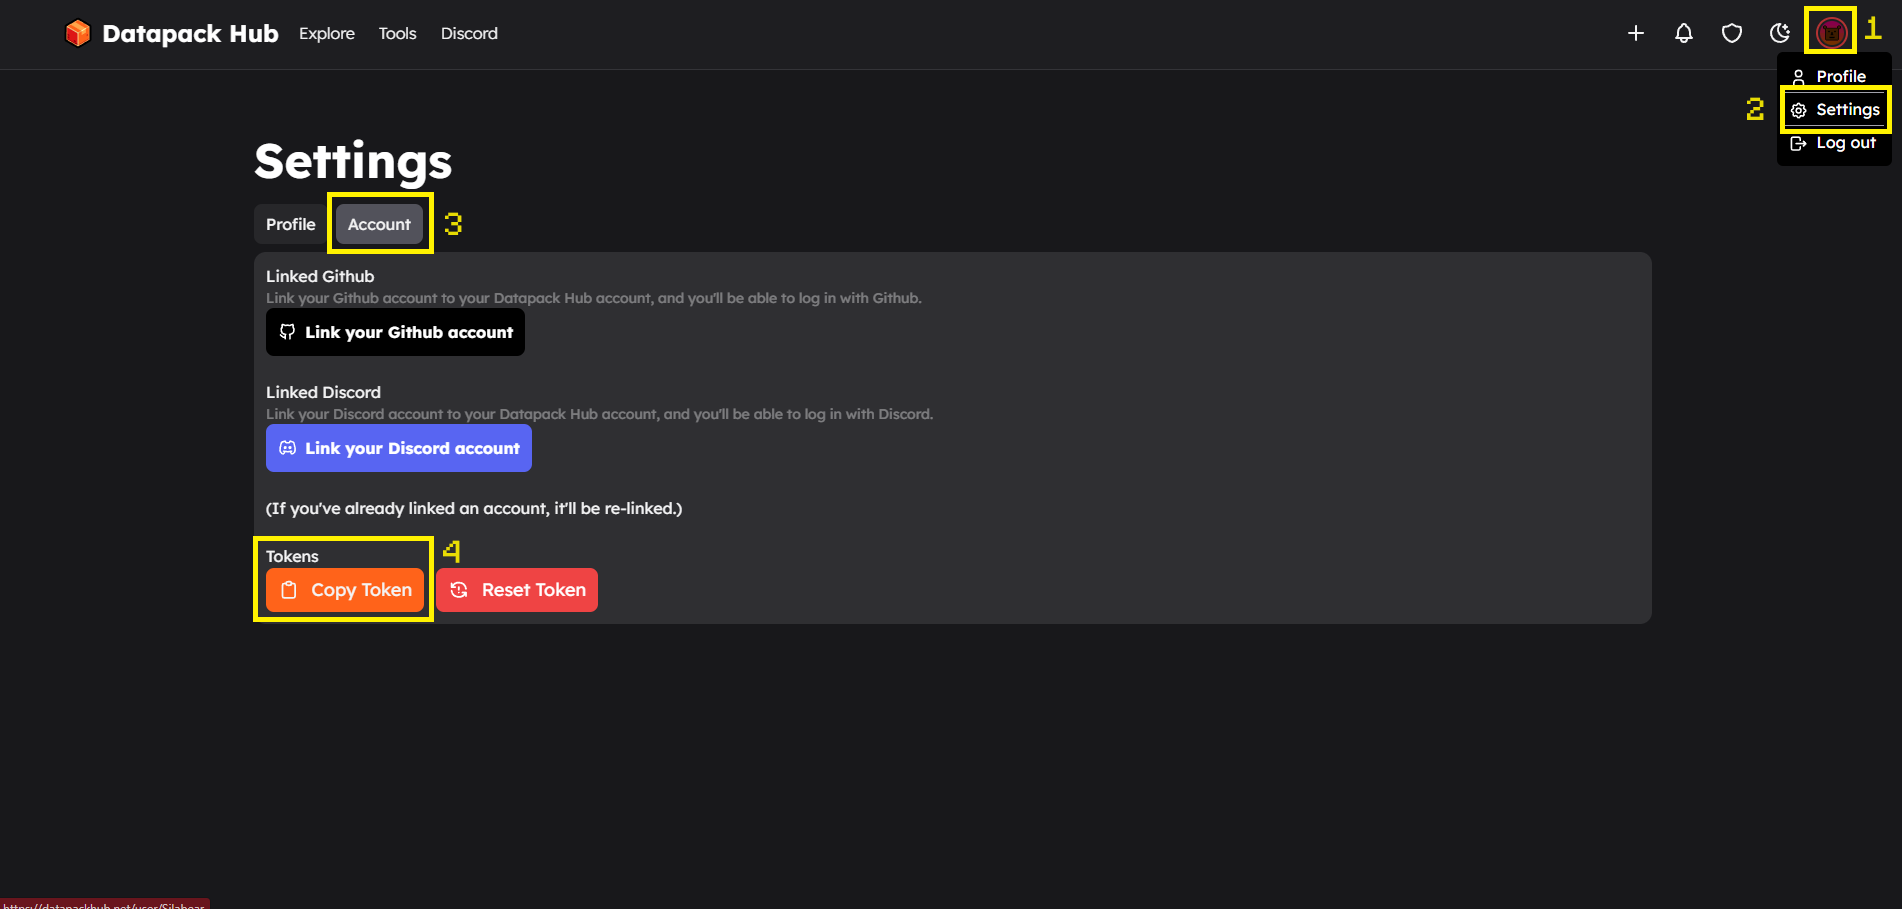 Datapack Hub Explore Tools Discord
1
Profile
2 Settings
Log out
Settings
Profile Account 3
Linked Github
Link your Github account to your Datapack Hub account, and you'll be able to log in with Github.
Link your Github account
Linked Discord
Link your Discord account to your Datapack Hub account, and you'll be able to log in with Discord.
Link your Discord account
(If you've already linked an account, it'll be re-linked.)
Tokens 4
Copy Token Reset Token
https://datapackhub.net/user/Silabear